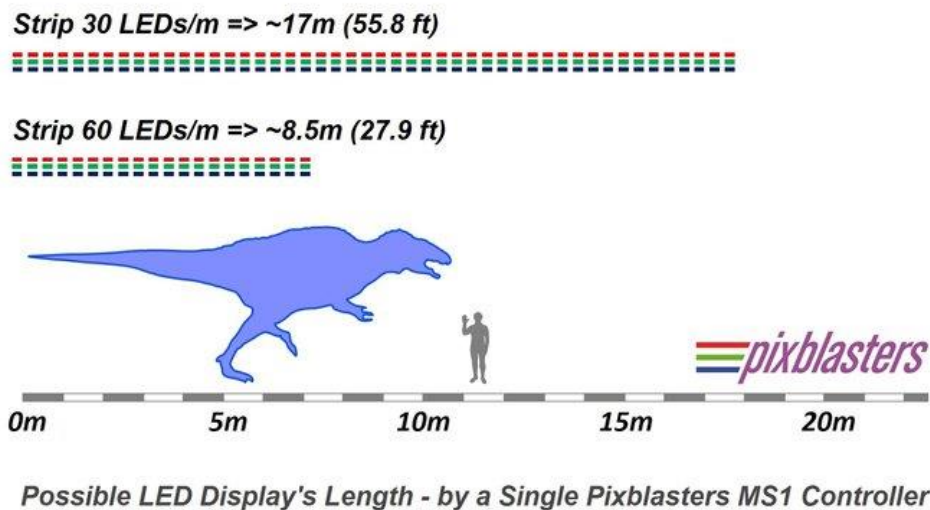 Strip 30 LEDs/m => ~17m (55.8 ft)
Strip 60 LEDs/m => ~8.5m (27.9 ft)
pixblasters
0m 5m 10m 15m 20m
Possible LED Display's Length - by a Single Pixblasters MS1 Controller